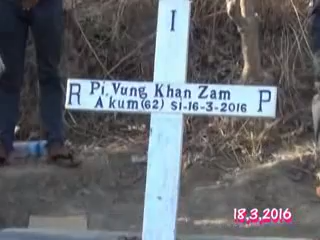 I
R P
Pi. Vung Khan Zam
A kum (62) Si-16-3-2016
18.3.2016